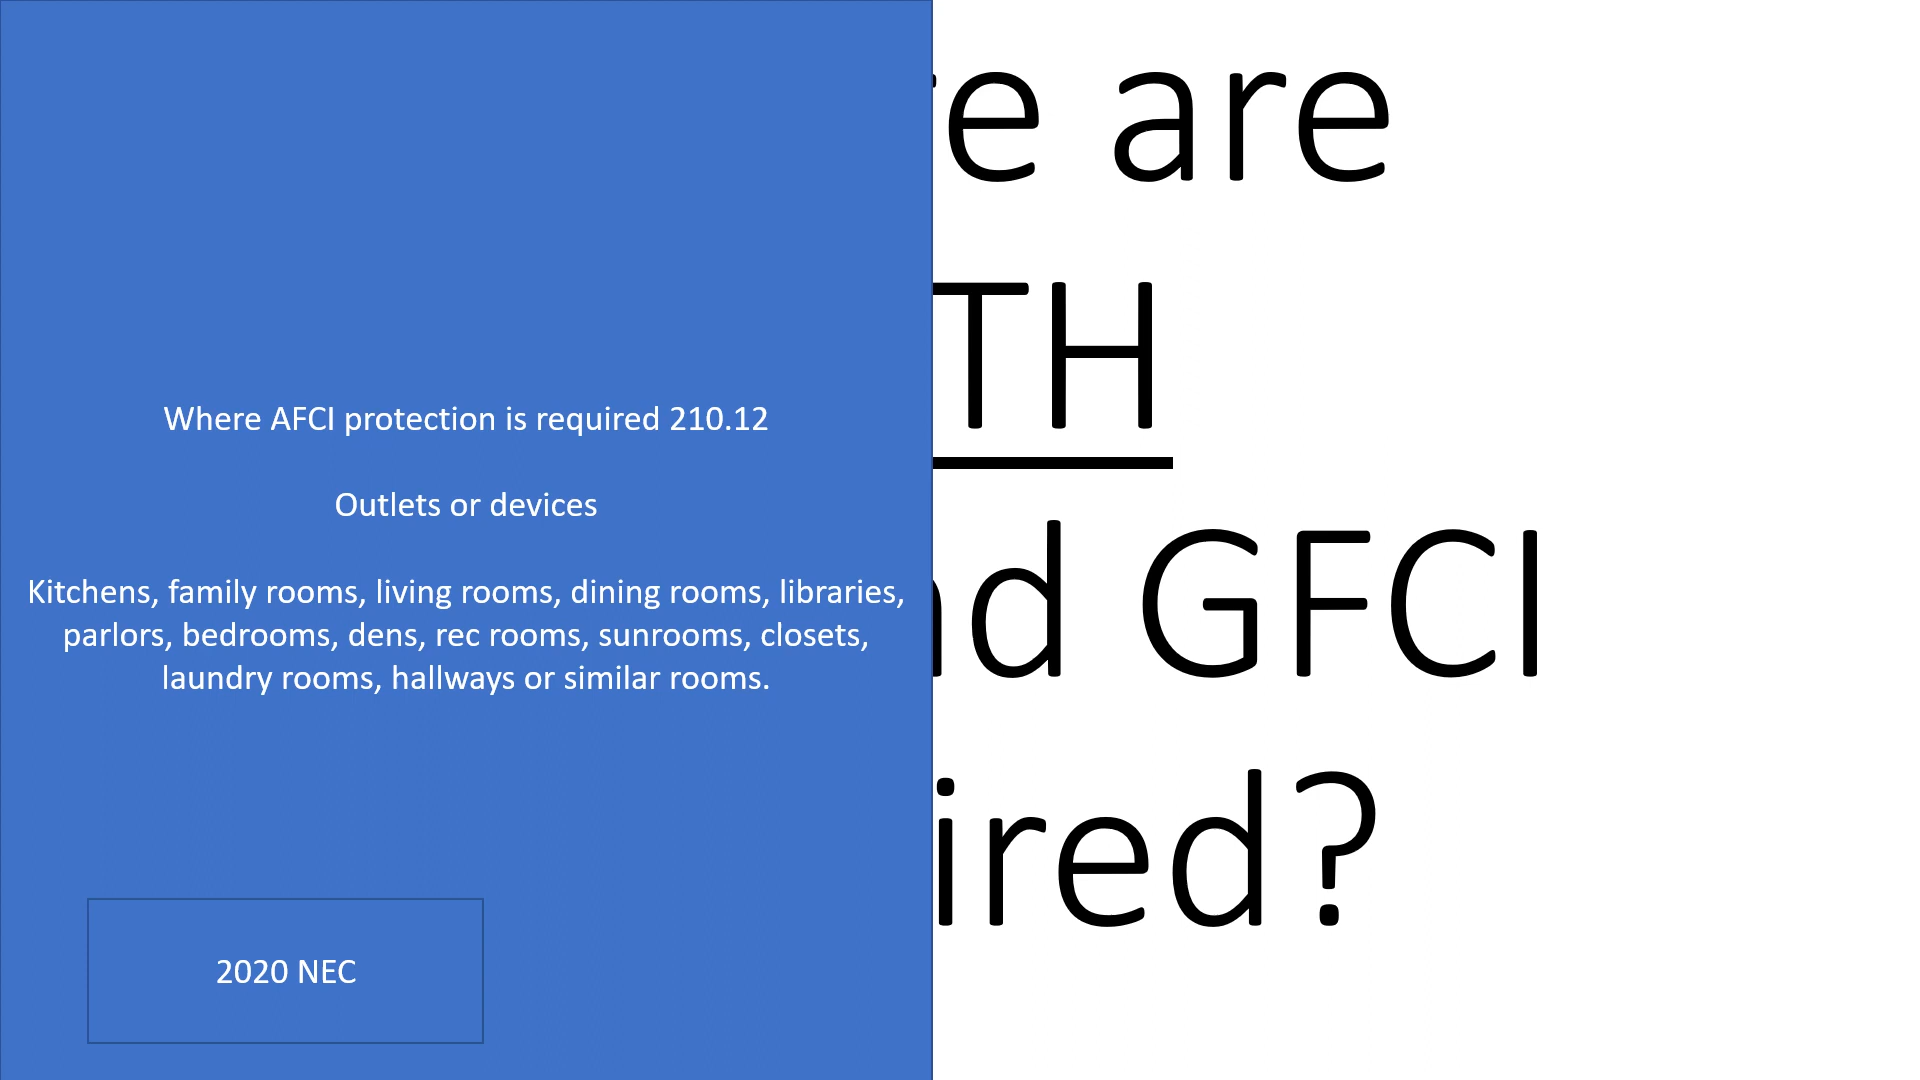 Where AFCI protection is required 210.12
Outlets or devices
Kitchens, family rooms, living rooms, dining rooms, libraries,
parlors, bedrooms, dens, rec rooms, sunrooms, closets,
laundry rooms, hallways or similar rooms.
2020 NEC
e are
TH
d GFCI
ired?